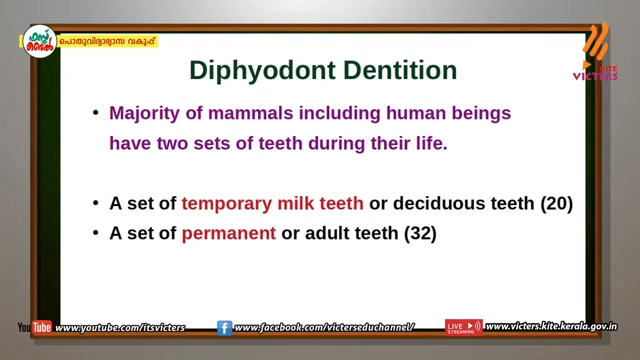 ഫസ്റ്റ്
ബെൽ
പൊതുവിദ്യാഭ്യാസ വകുപ്പ്
KITE
VICTERS
Diphyodont Dentition
• Majority of mammals including human beings
have two sets of teeth during their life.
• A set of temporary milk teeth or deciduous teeth (20)
• A set of permanent or adult teeth (32)
YouTube www.youtube.com/itsvicters
f www.facebook.com/victerseduchannel/
LIVE STREAMING www.victers.kite.kerala.gov.in